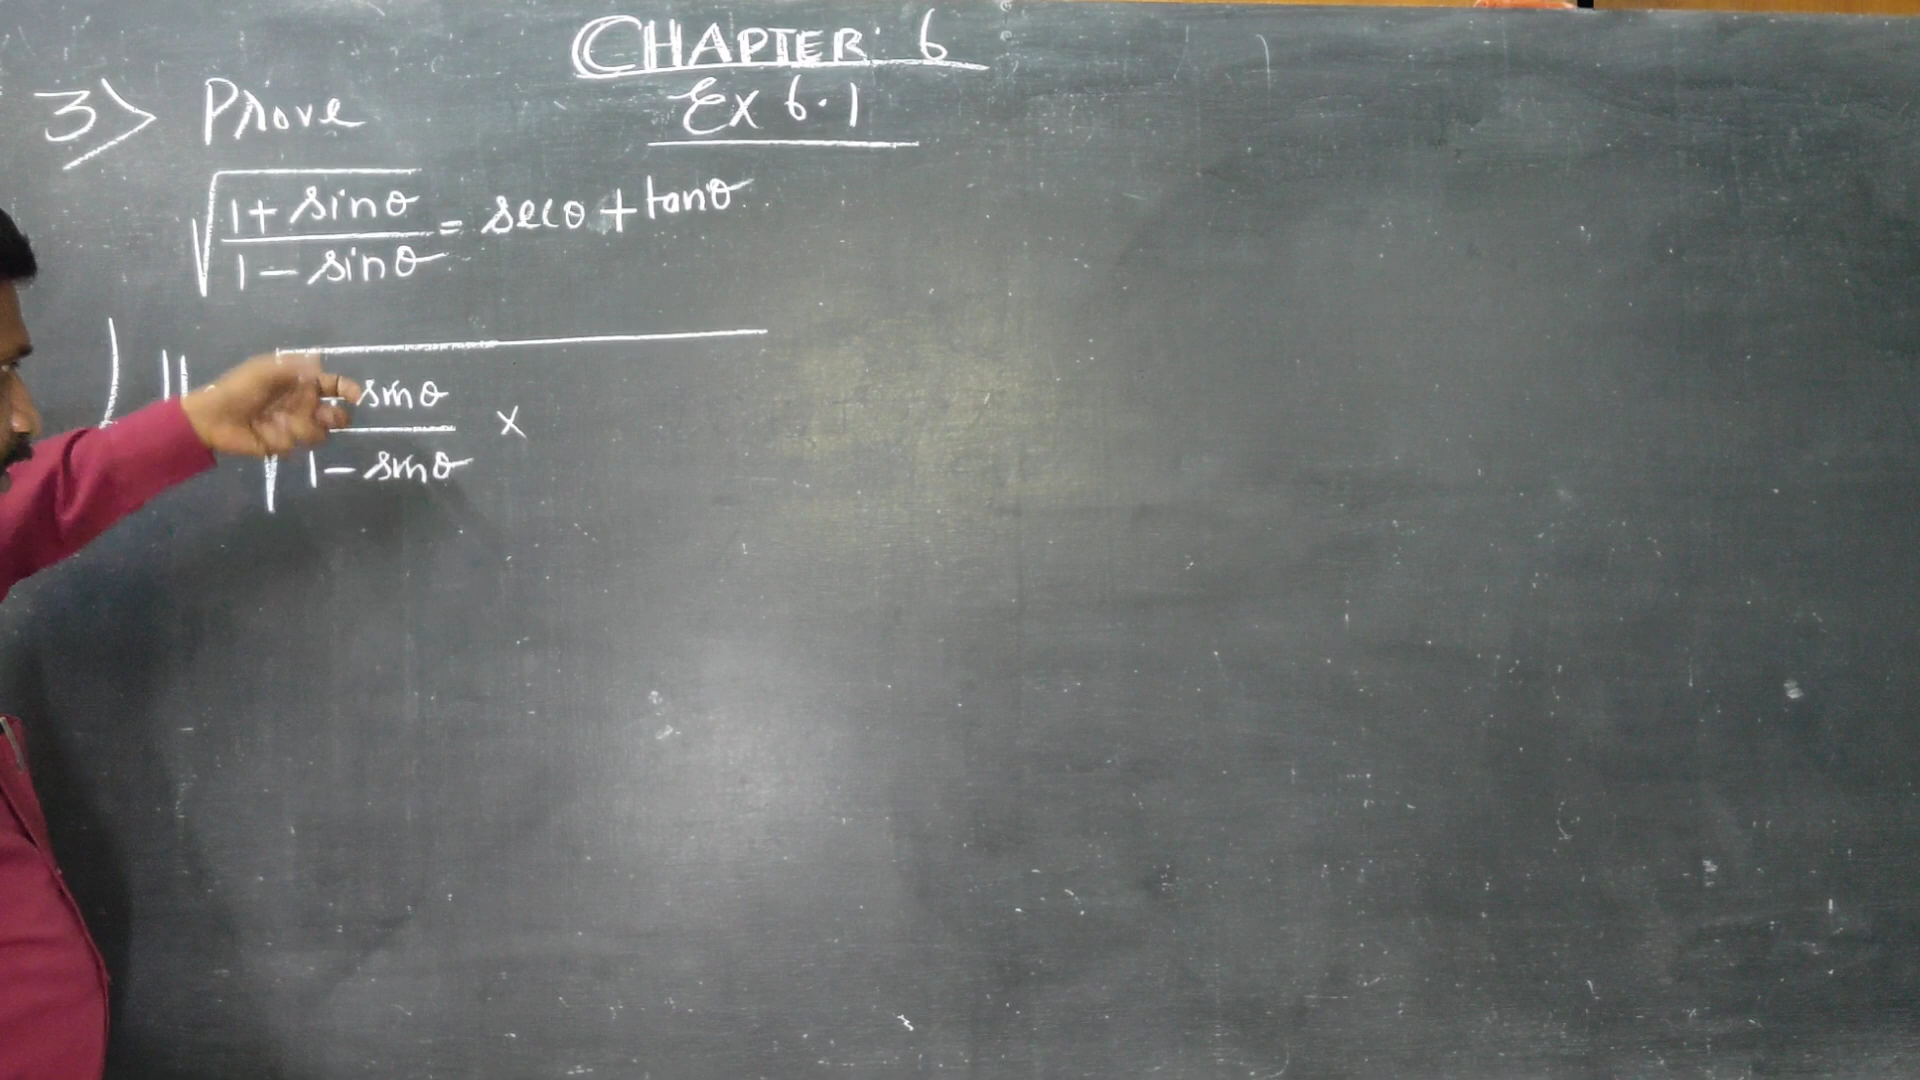 CHAPTER: 6
Ex 6.1
3> Prove
√(1 + sinθ / 1 - sinθ) = secθ + tanθ
sinθ ×
1 - sinθ